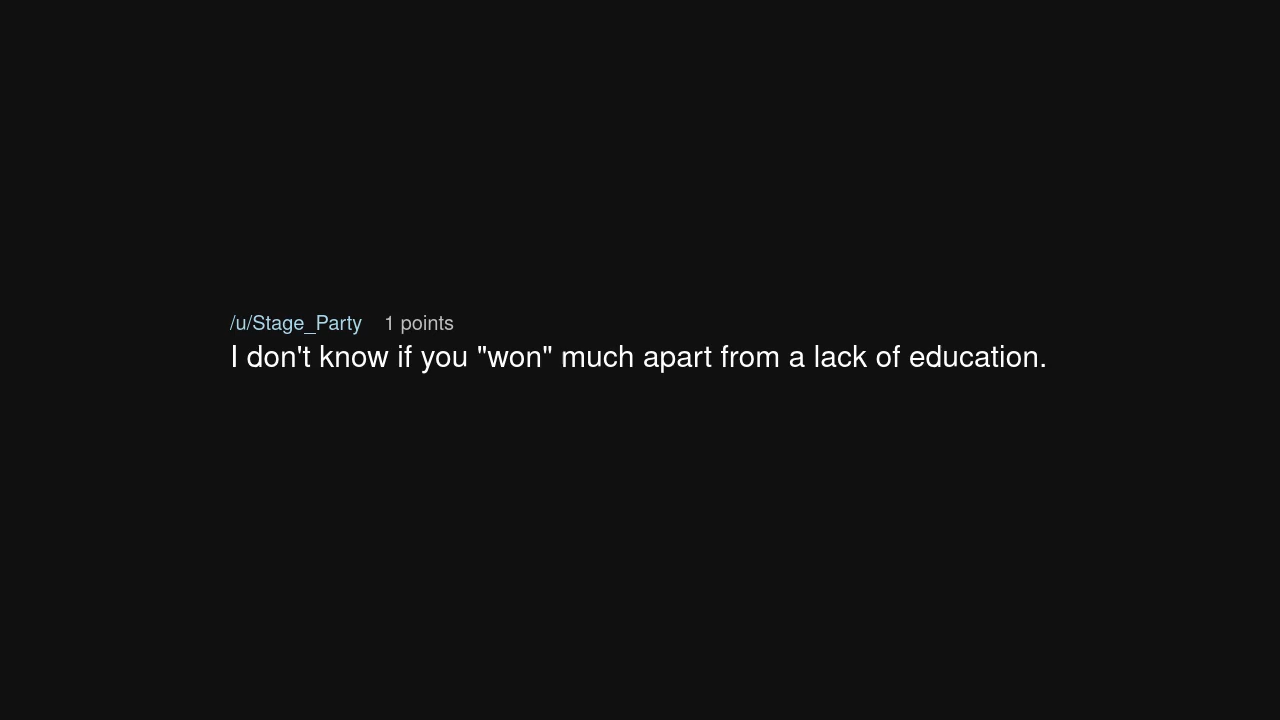 /u/Stage_Party 1 points
I don't know if you "won" much apart from a lack of education.